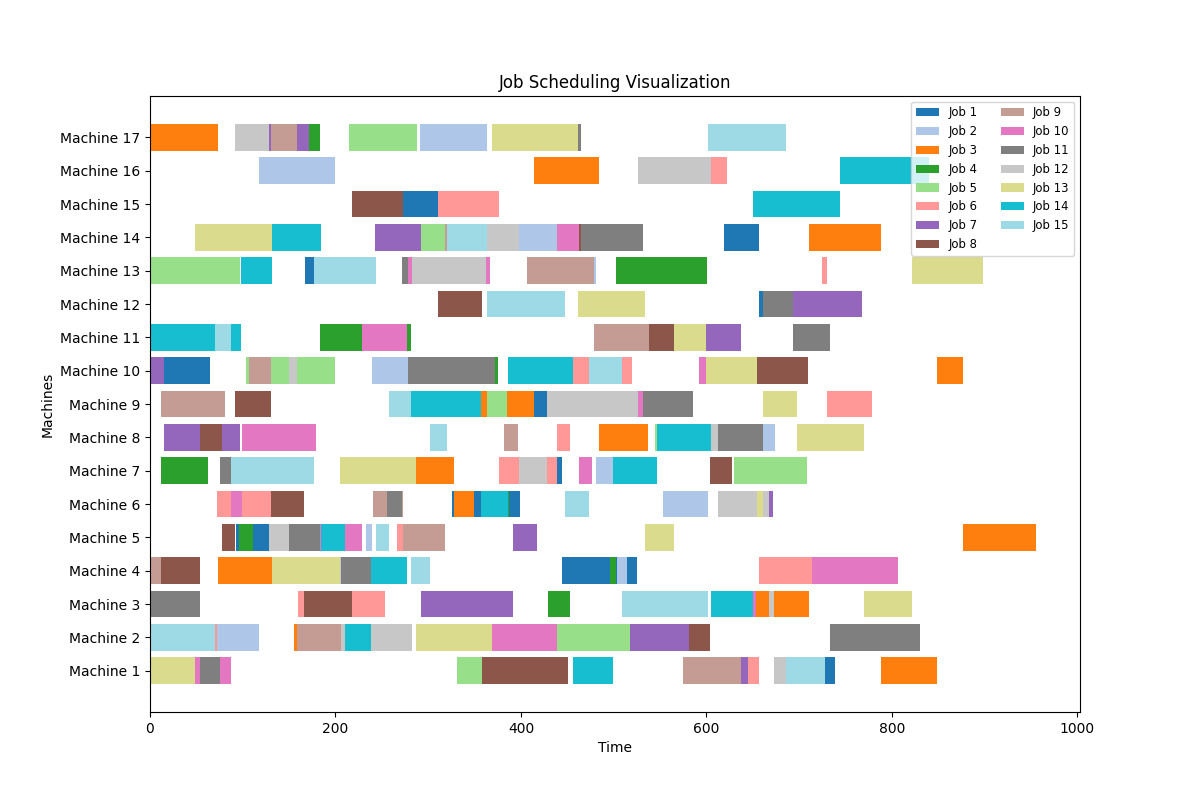 Job Scheduling Visualization
Machine 17
Machine 16
Machine 15
Machine 14
Machine 13
Machine 12
Machine 11
Machine 10
Machine 9
Machine 8
Machine 7
Machine 6
Machine 5
Machine 4
Machine 3
Machine 2
Machine 1
Machines
0 200 400 600 800 1000
Time
Job 1
Job 2
Job 3
Job 4
Job 5
Job 6
Job 7
Job 8
Job 9
Job 10
Job 11
Job 12
Job 13
Job 14
Job 15